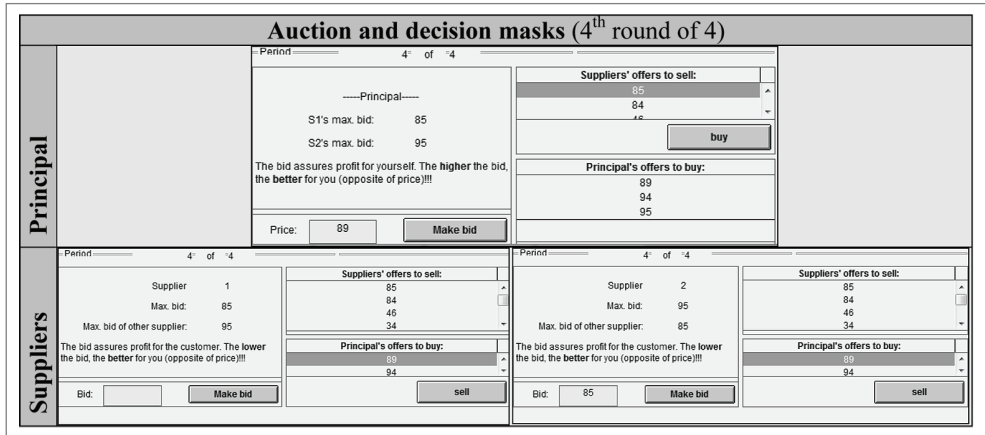 Auction and decision masks (4th round of 4)
Principal
Period 4 of 4
-----Principal-----
S1's max. bid: 85
S2's max. bid: 95
The bid assures profit for yourself. The higher the bid,
the better for you (opposite of price)!!!
Price: 89 Make bid
Suppliers' offers to sell:
85
84
46
buy
Principal's offers to buy:
89
94
95
Suppliers
Period 4 of 4
Supplier 1
Max. bid: 85
Max. bid of other supplier: 95
The bid assures profit for the customer. The lower
the bid, the better for you (opposite of price)!!!
Bid: Make bid
Suppliers' offers to sell:
85
84
46
34
Principal's offers to buy:
89
94
sell
Period 4 of 4
Supplier 2
Max. bid: 95
Max. bid of other supplier: 85
The bid assures profit for the customer. The lower
the bid, the better for you (opposite of price)!!!
Bid: 85 Make bid
Suppliers' offers to sell:
85
84
46
34
Principal's offers to buy:
89
94
sell